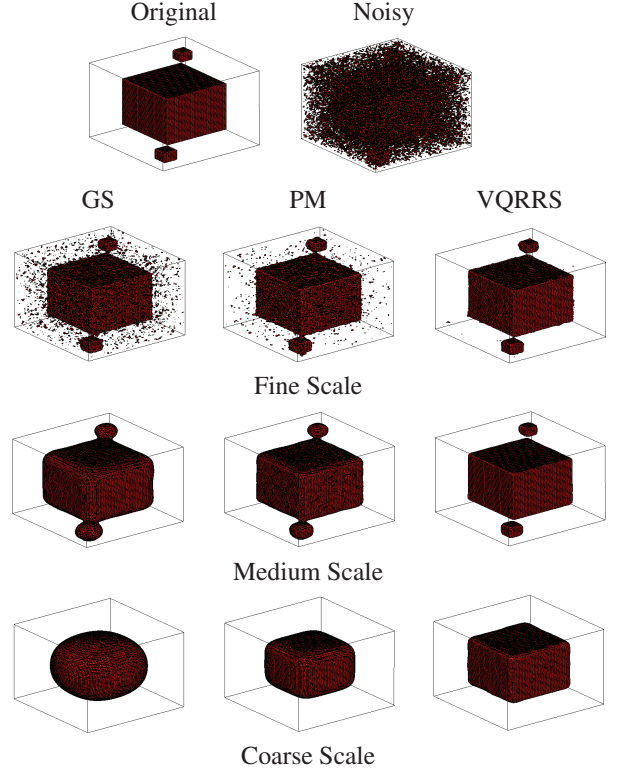 Original Noisy
GS PM VQRRS
Fine Scale
Medium Scale
Coarse Scale